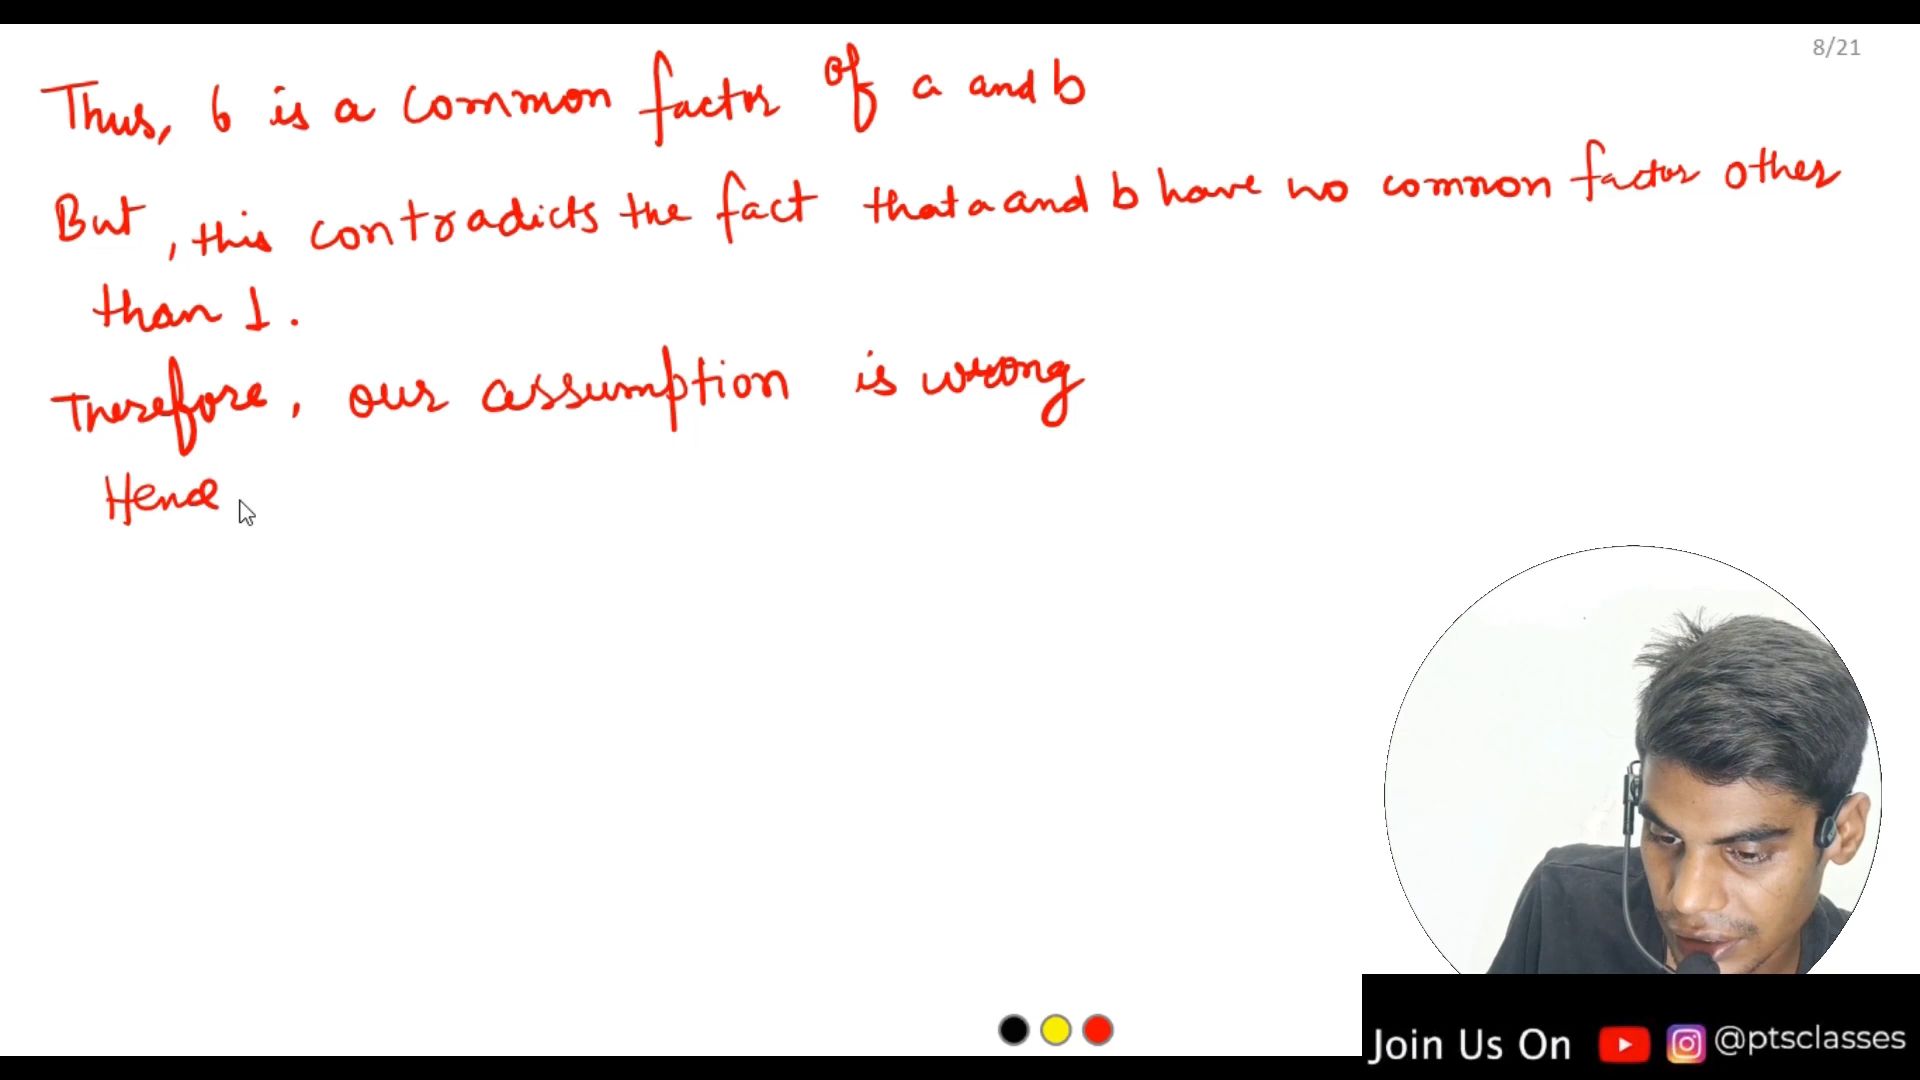 8/21
Thus, 6 is a common factor of a and b
But, this contradicts the fact that a and b have no common factor other
than 1.
Therefore, our assumption is wrong
Hence
Join Us On @ptsclasses